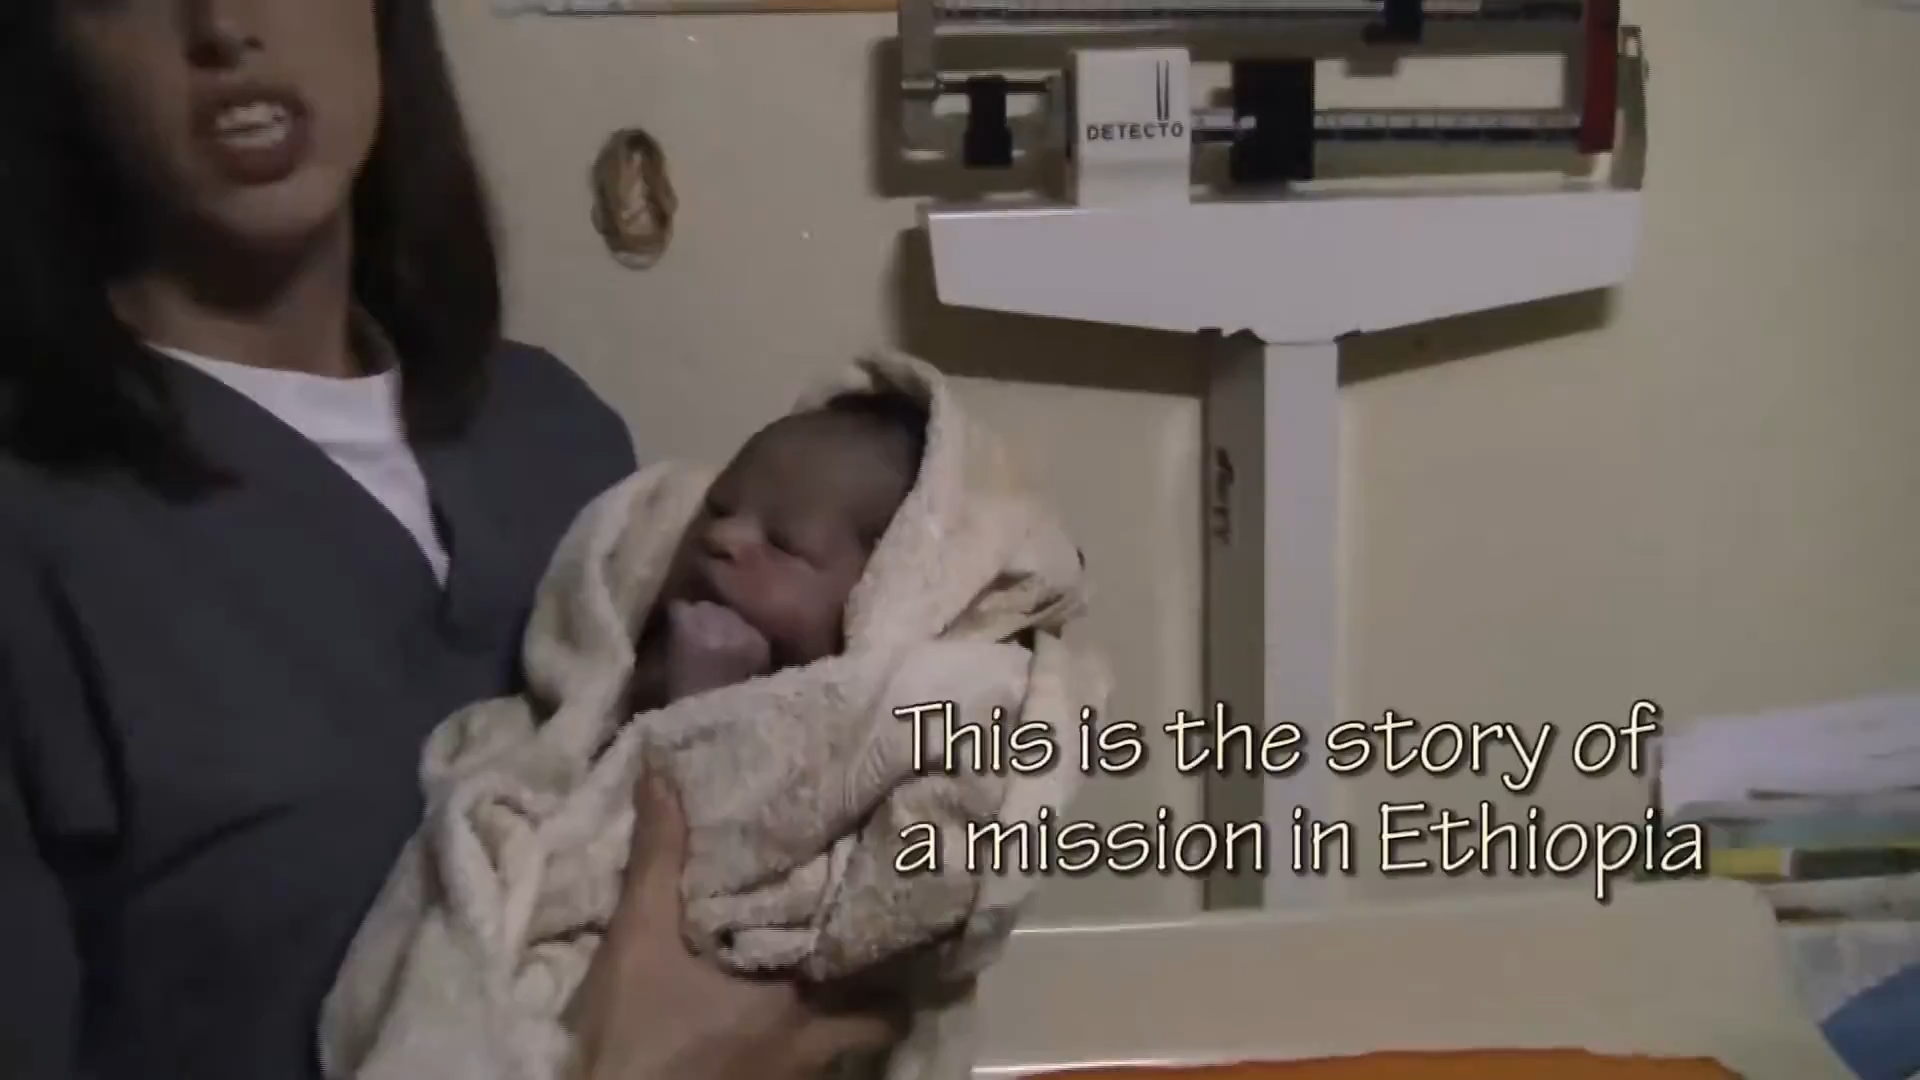 DETECTO
This is the story of
a mission in Ethiopia